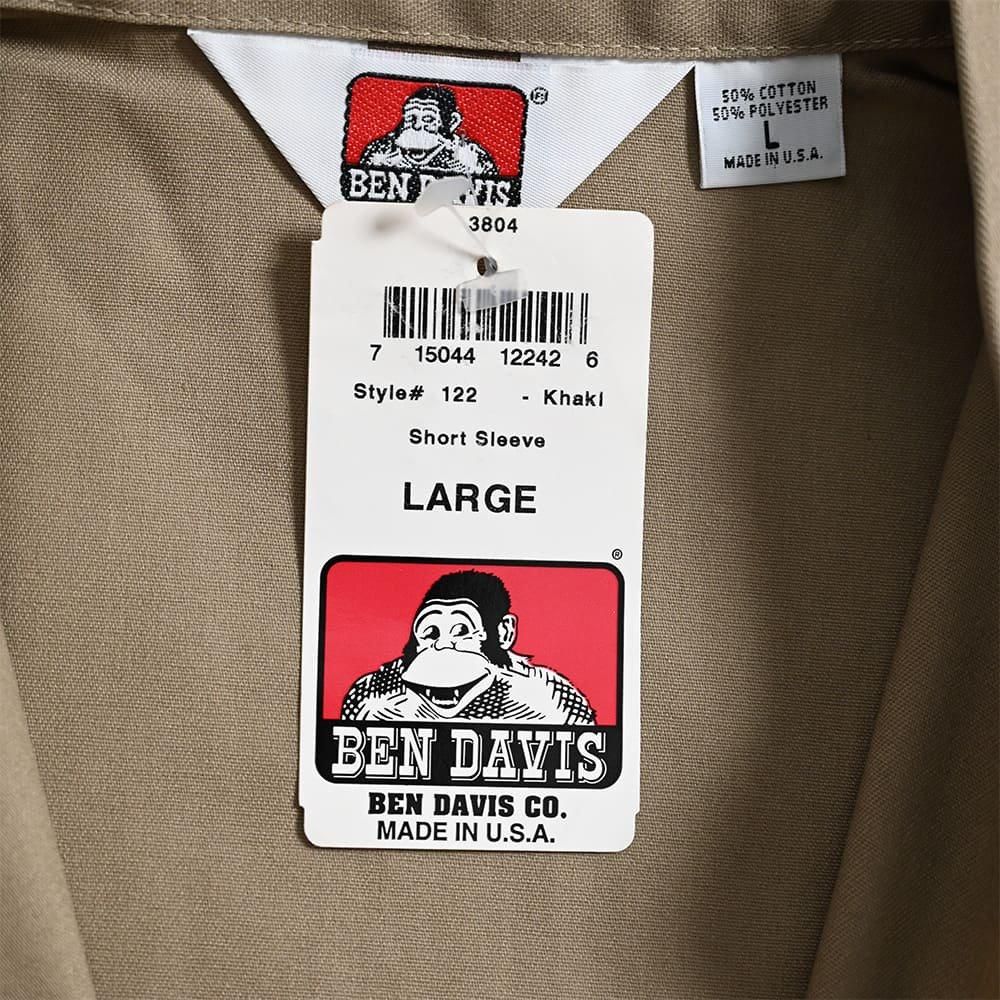 BEN DAVIS
®
50% COTTON
50% POLYESTER
L
MADE IN U.S.A.
3804
7 15044 12242 6
Style# 122 - Khaki
Short Sleeve
LARGE
®
BEN DAVIS
BEN DAVIS CO.
MADE IN U.S.A.